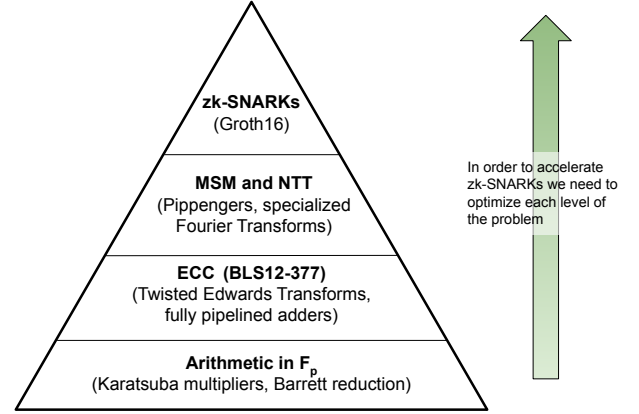 zk-SNARKs
(Groth16)
MSM and NTT
(Pippengers, specialized
Fourier Transforms)
ECC (BLS12-377)
(Twisted Edwards Transforms,
fully pipelined adders)
Arithmetic in Fp
(Karatsuba multipliers, Barrett reduction)
In order to accelerate
zk-SNARKs we need to
optimize each level of
the problem